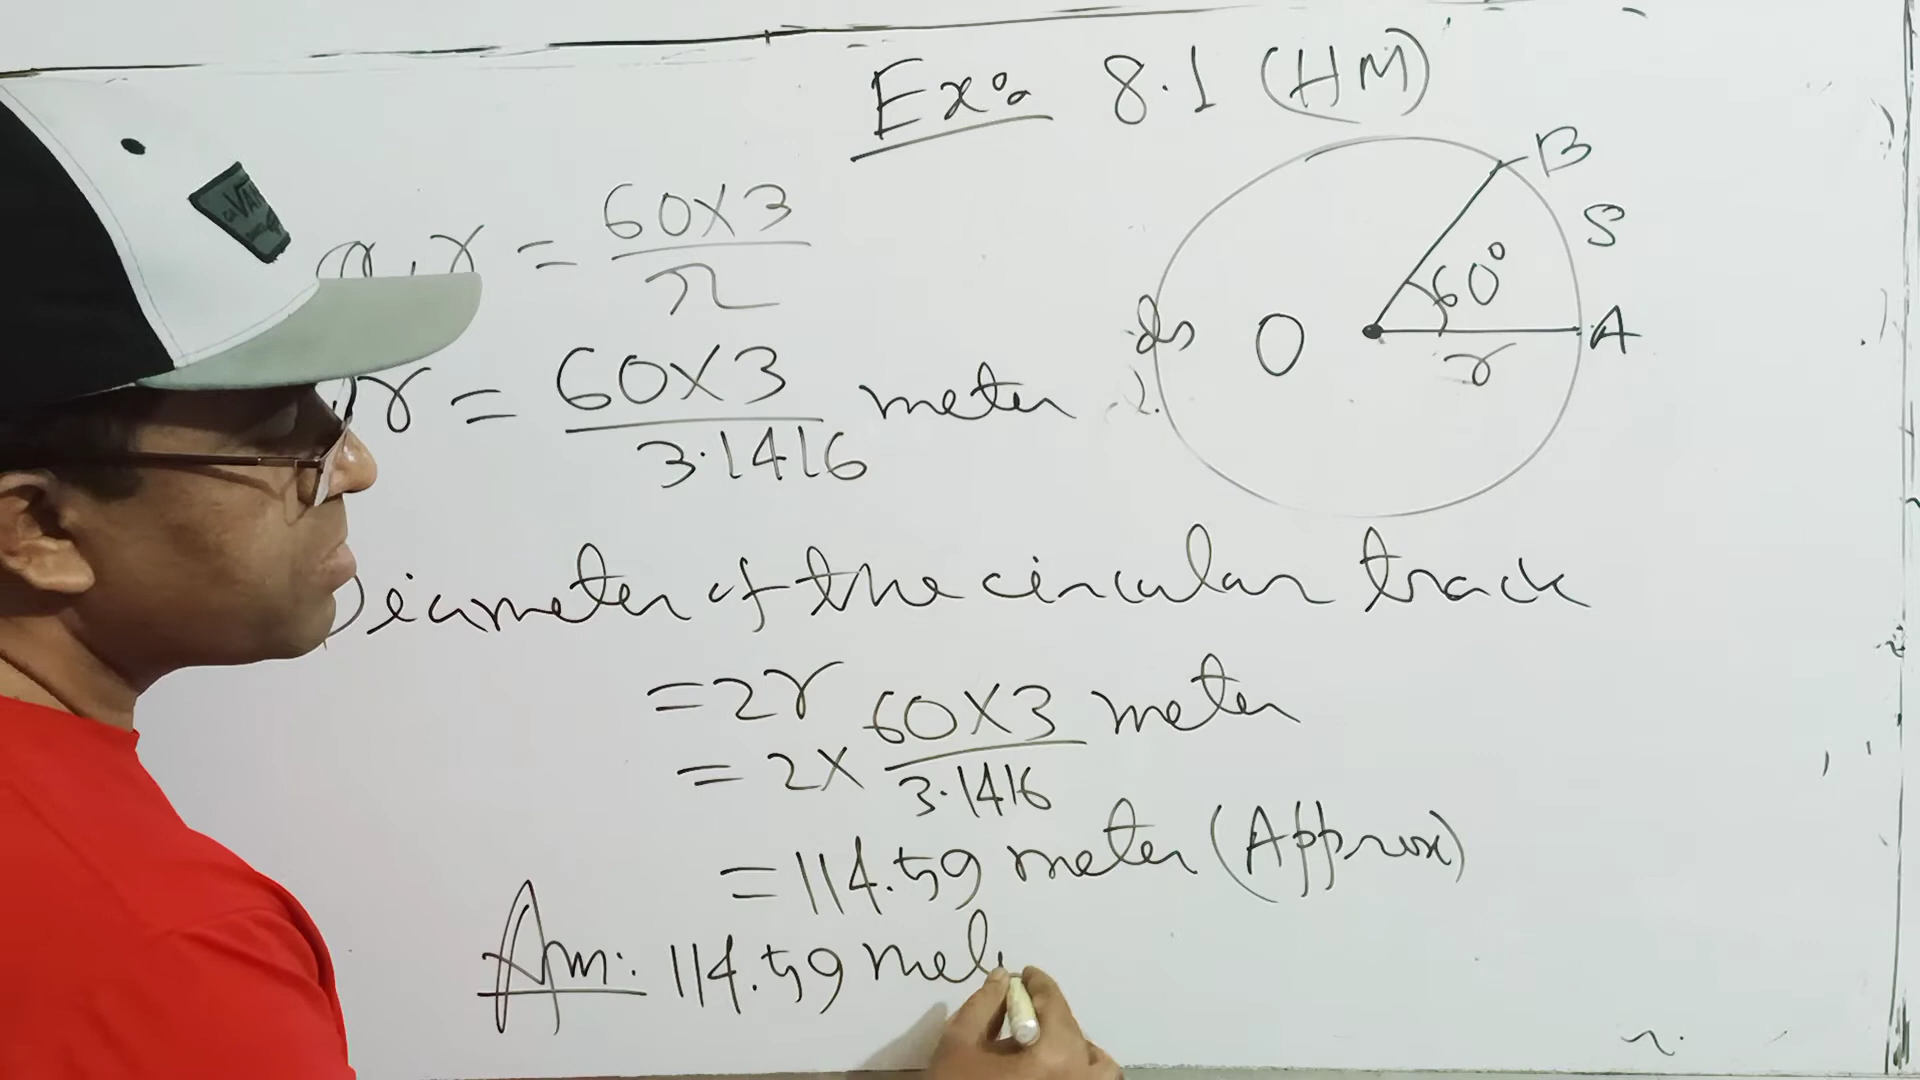 Ex: 8.1 (HM)
B
S
60°
O
A
r
r = 60×3 / π
r = 60×3 / 3.1416 meter
Diameter of the circular track
= 2r
= 2× 60×3 / 3.1416 meter
= 114.59 meter (Approx)
Ans: 114.59 met